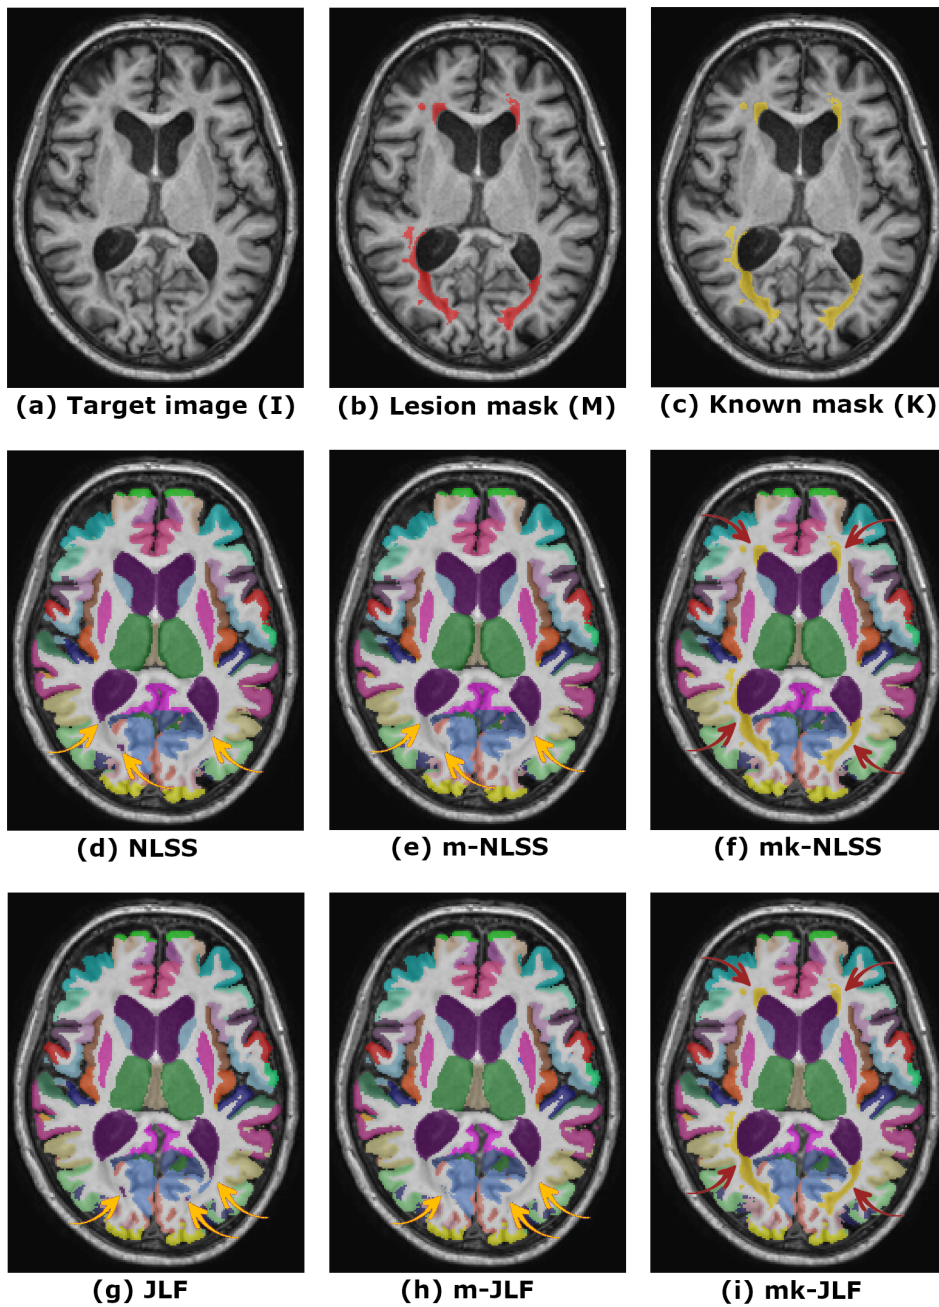 (a) Target image (I)
(b) Lesion mask (M)
(c) Known mask (K)
(d) NLSS
(e) m-NLSS
(f) mk-NLSS
(g) JLF
(h) m-JLF
(i) mk-JLF